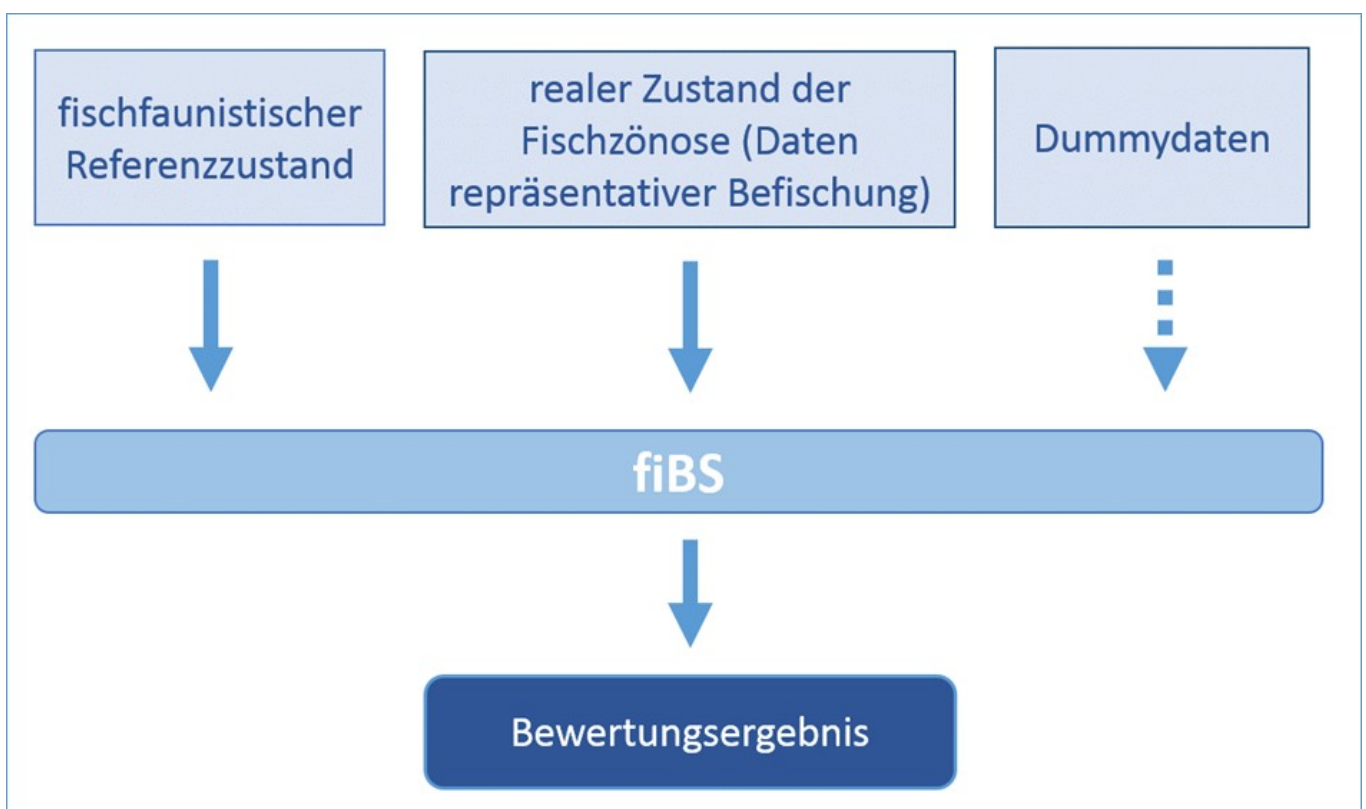 fischfaunistischer
Referenzzustand
realer Zustand der
Fischzönose (Daten
repräsentativer Befischung)
Dummydaten
fiBS
Bewertungsergebnis